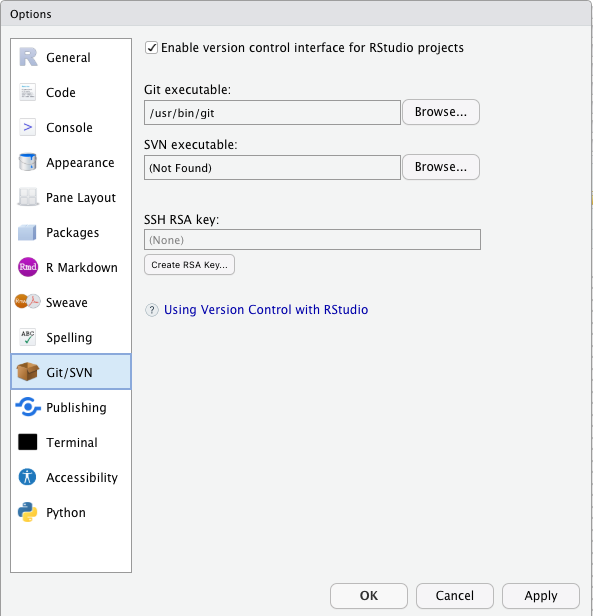 Options
General
Code
Console
Appearance
Pane Layout
Packages
Rmd R Markdown
Sweave
ABC Spelling
Git/SVN
Publishing
Terminal
Accessibility
Python
Enable version control interface for RStudio projects
Git executable:
/usr/bin/git Browse...
SVN executable:
(Not Found) Browse...
SSH RSA key:
(None)
Create RSA Key...
? Using Version Control with RStudio
OK Cancel Apply